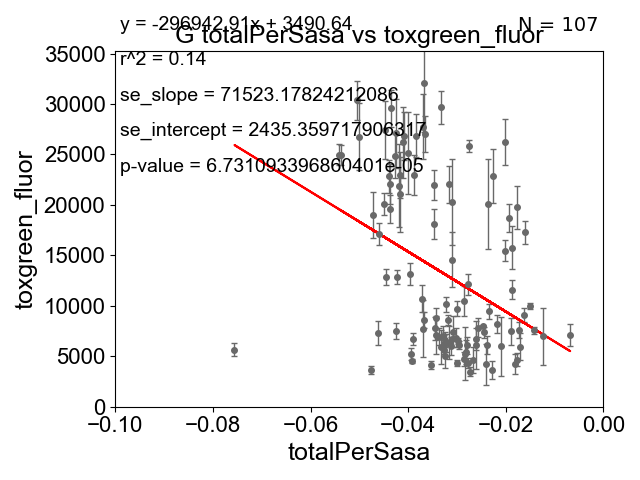 y = -296942.91x + 3490.64
N = 107
G totalPerSasa vs toxgreen_fluor
r^2 = 0.14
se_slope = 71523.17824212086
se_intercept = 2435.359717906317
p-value = 6.731093396860401e-05
toxgreen_fluor
35000
30000
25000
20000
15000
10000
5000
0
−0.10 −0.08 −0.06 −0.04 −0.02 0.00
totalPerSasa